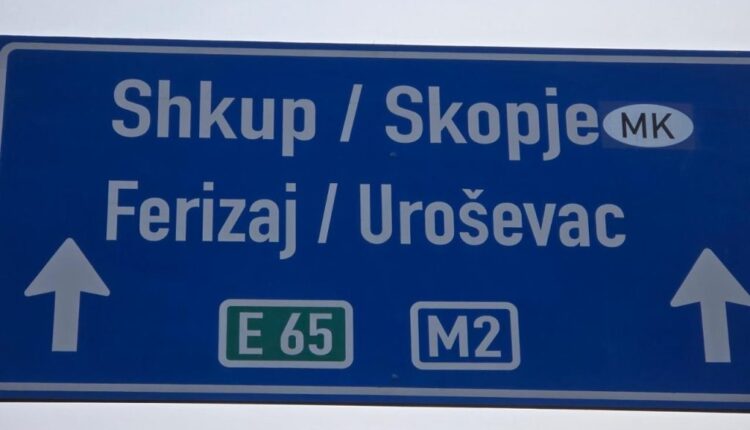 Shkup / Skopje MK
Ferizaj / Uroševac
E 65 M2